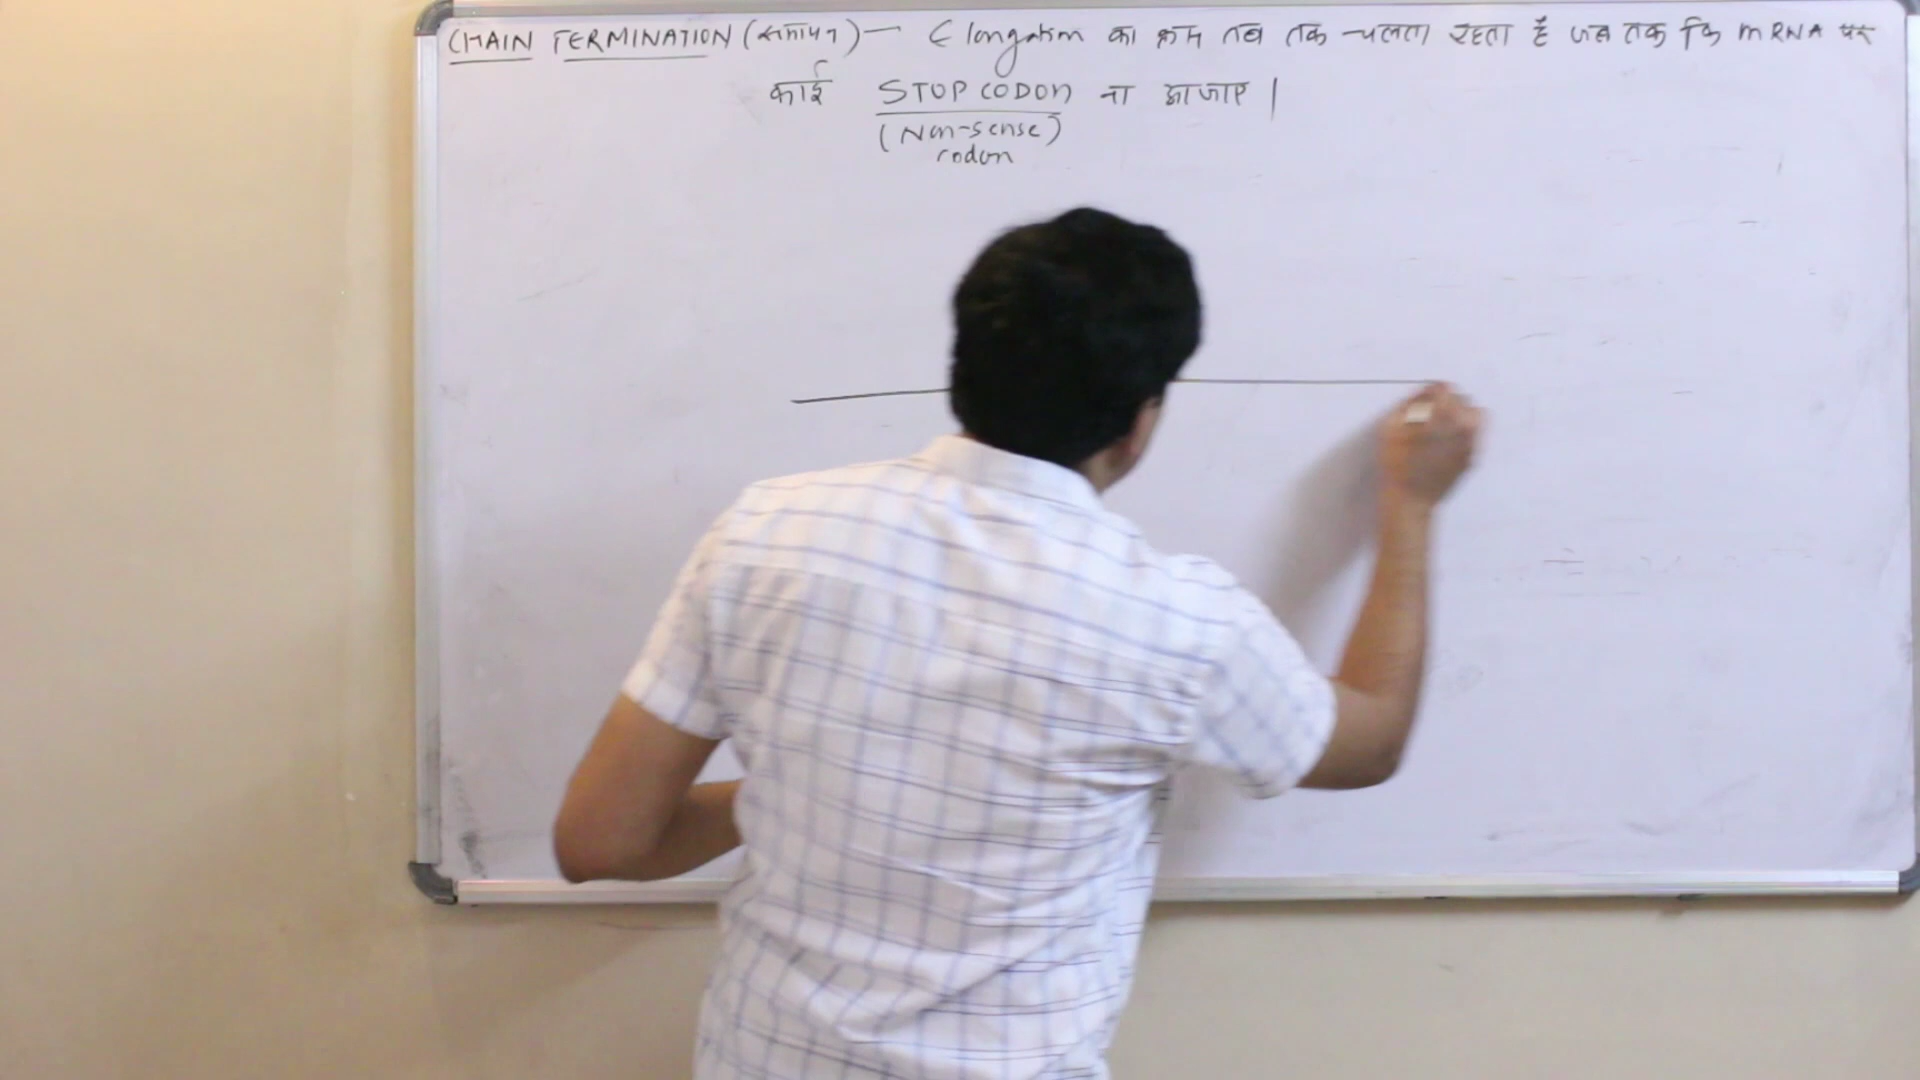 CHAIN TERMINATION (समापन) — Elongation का क्रम तब तक चलता रहता है जब तक कि mRNA पर
कोई STOP CODON ना आजाए |
(Non-sense)
codon